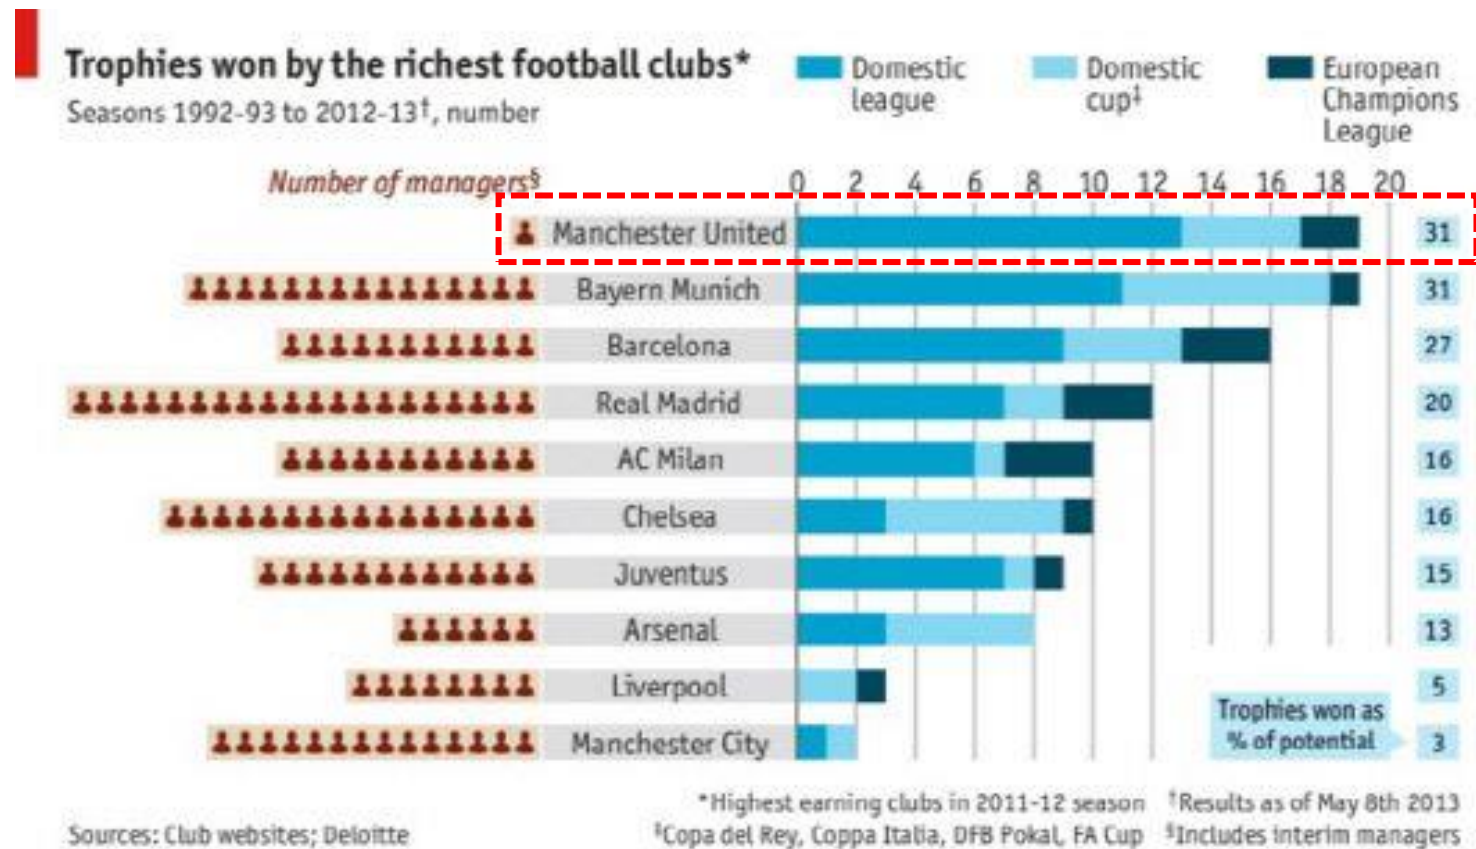 Trophies won by the richest football clubs*
Seasons 1992-93 to 2012-13†, number
Domestic league
Domestic cup‡
European Champions League
Number of managers§
0 2 4 6 8 10 12 14 16 18 20
Manchester United 31
Bayern Munich 31
Barcelona 27
Real Madrid 20
AC Milan 16
Chelsea 16
Juventus 15
Arsenal 13
Liverpool 5
Manchester City 3
Trophies won as
% of potential
*Highest earning clubs in 2011-12 season †Results as of May 8th 2013
Sources: Club websites; Deloitte ‡Copa del Rey, Coppa Italia, DFB Pokal, FA Cup §Includes interim managers